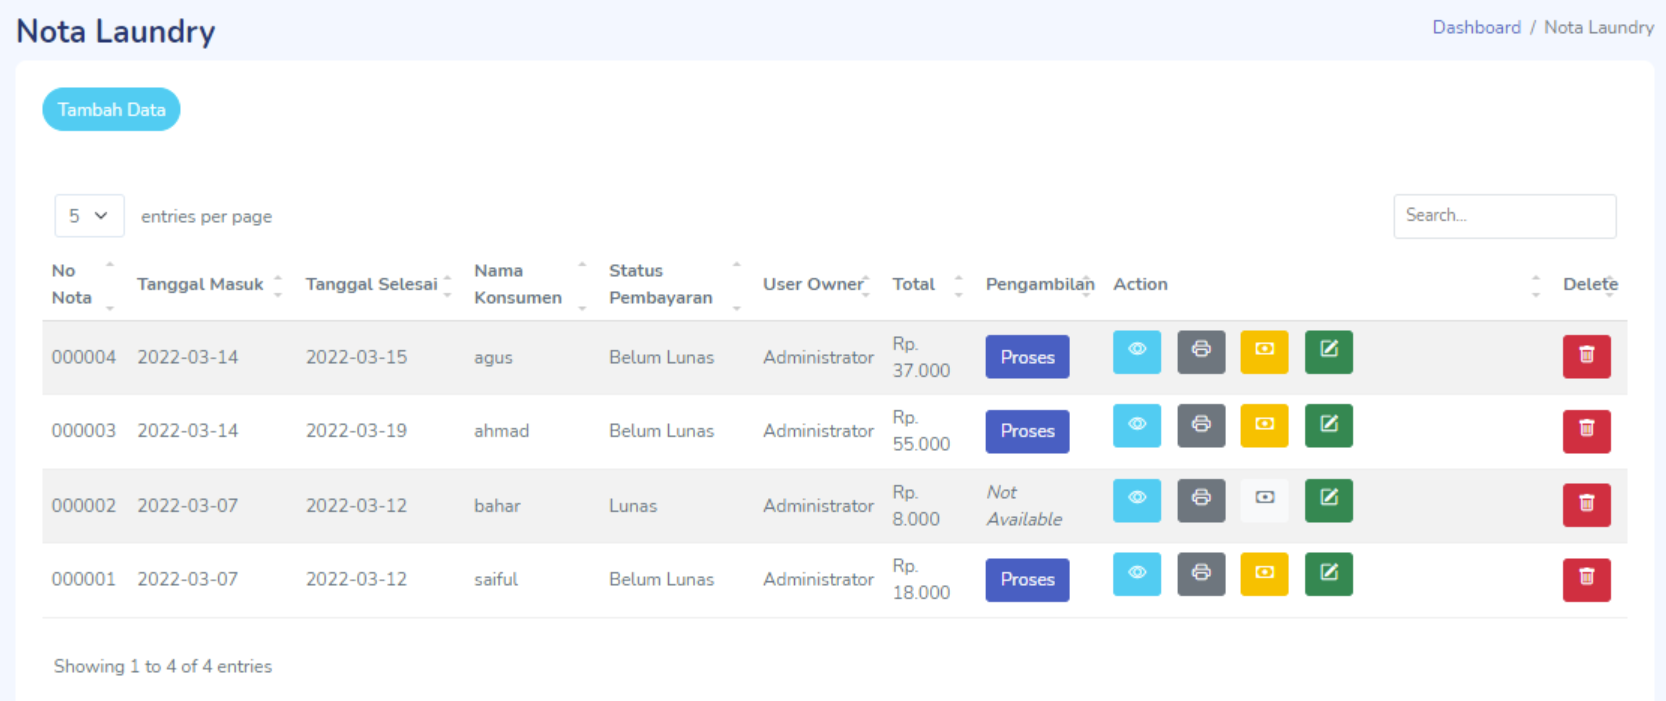 Nota Laundry
Dashboard / Nota Laundry
Tambah Data
5 entries per page
Search...
No Nota Tanggal Masuk Tanggal Selesai Nama Konsumen Status Pembayaran User Owner Total Pengambilan Action Delete
000004 2022-03-14 2022-03-15 agus Belum Lunas Administrator Rp. 37.000 Proses
000003 2022-03-14 2022-03-19 ahmad Belum Lunas Administrator Rp. 55.000 Proses
000002 2022-03-07 2022-03-12 bahar Lunas Administrator Rp. 8.000 Not Available
000001 2022-03-07 2022-03-12 saiful Belum Lunas Administrator Rp. 18.000 Proses
Showing 1 to 4 of 4 entries